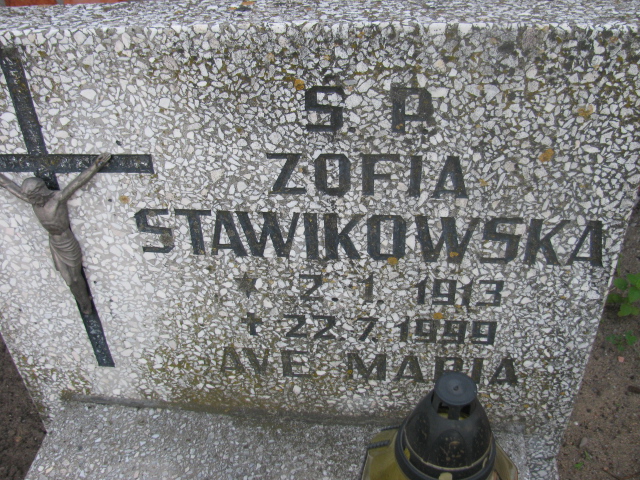 Ś. P.
ZOFIA
STAWIKOWSKA
* 2. 1. 1913
+ 22. 7. 1999
AVE MARIA